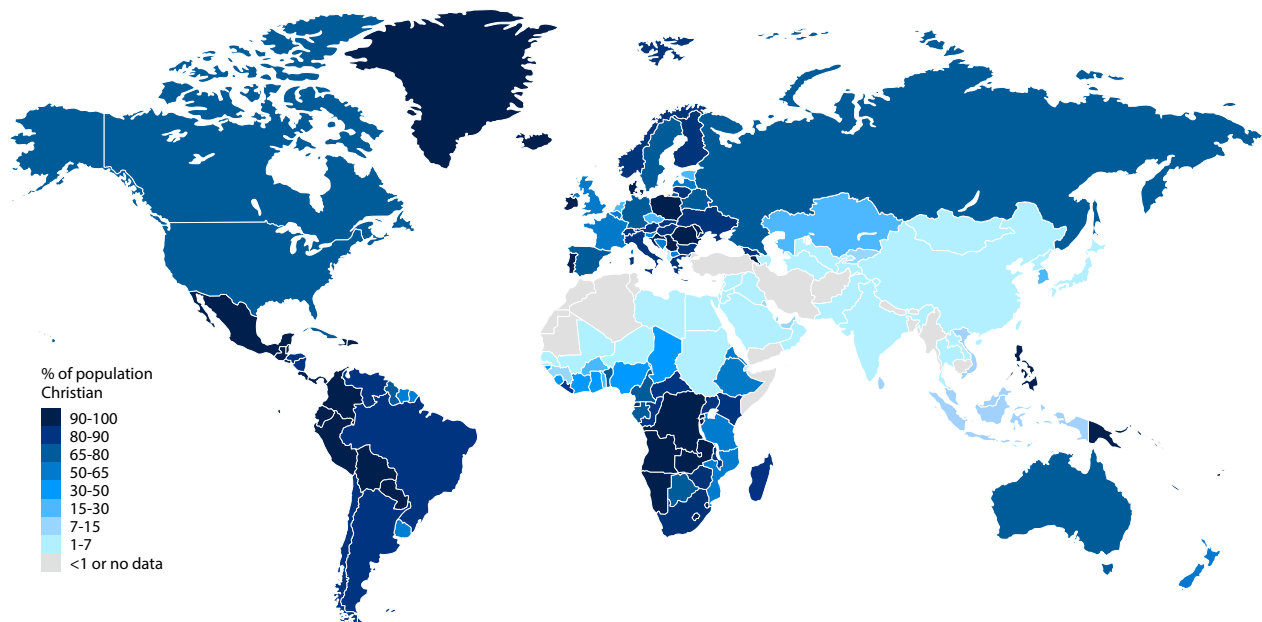 % of population
Christian
90-100
80-90
65-80
50-65
30-50
15-30
7-15
1-7
<1 or no data